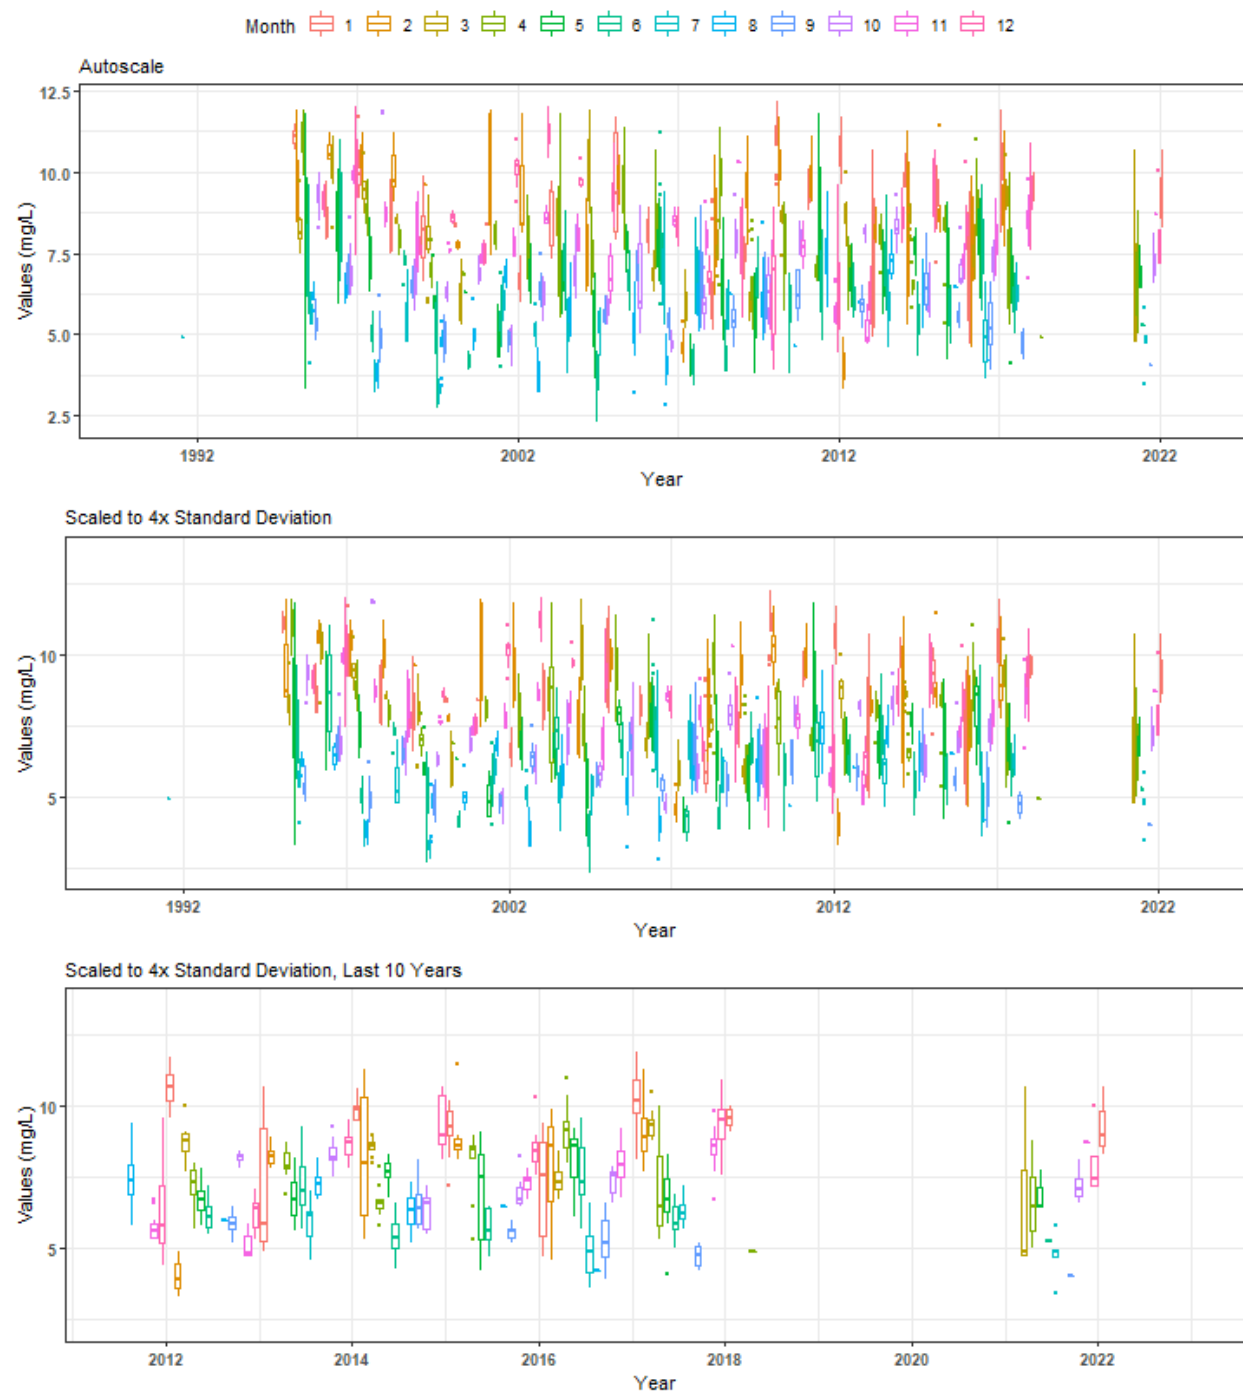 Month 1 2 3 4 5 6 7 8 9 10 11 12
Autoscale
12.5
10.0
7.5
5.0
2.5
Values (mg/L)
1992 2002 2012 2022
Year
Scaled to 4x Standard Deviation
10
5
Values (mg/L)
1992 2002 2012 2022
Year
Scaled to 4x Standard Deviation, Last 10 Years
10
5
Values (mg/L)
2012 2014 2016 2018 2020 2022
Year